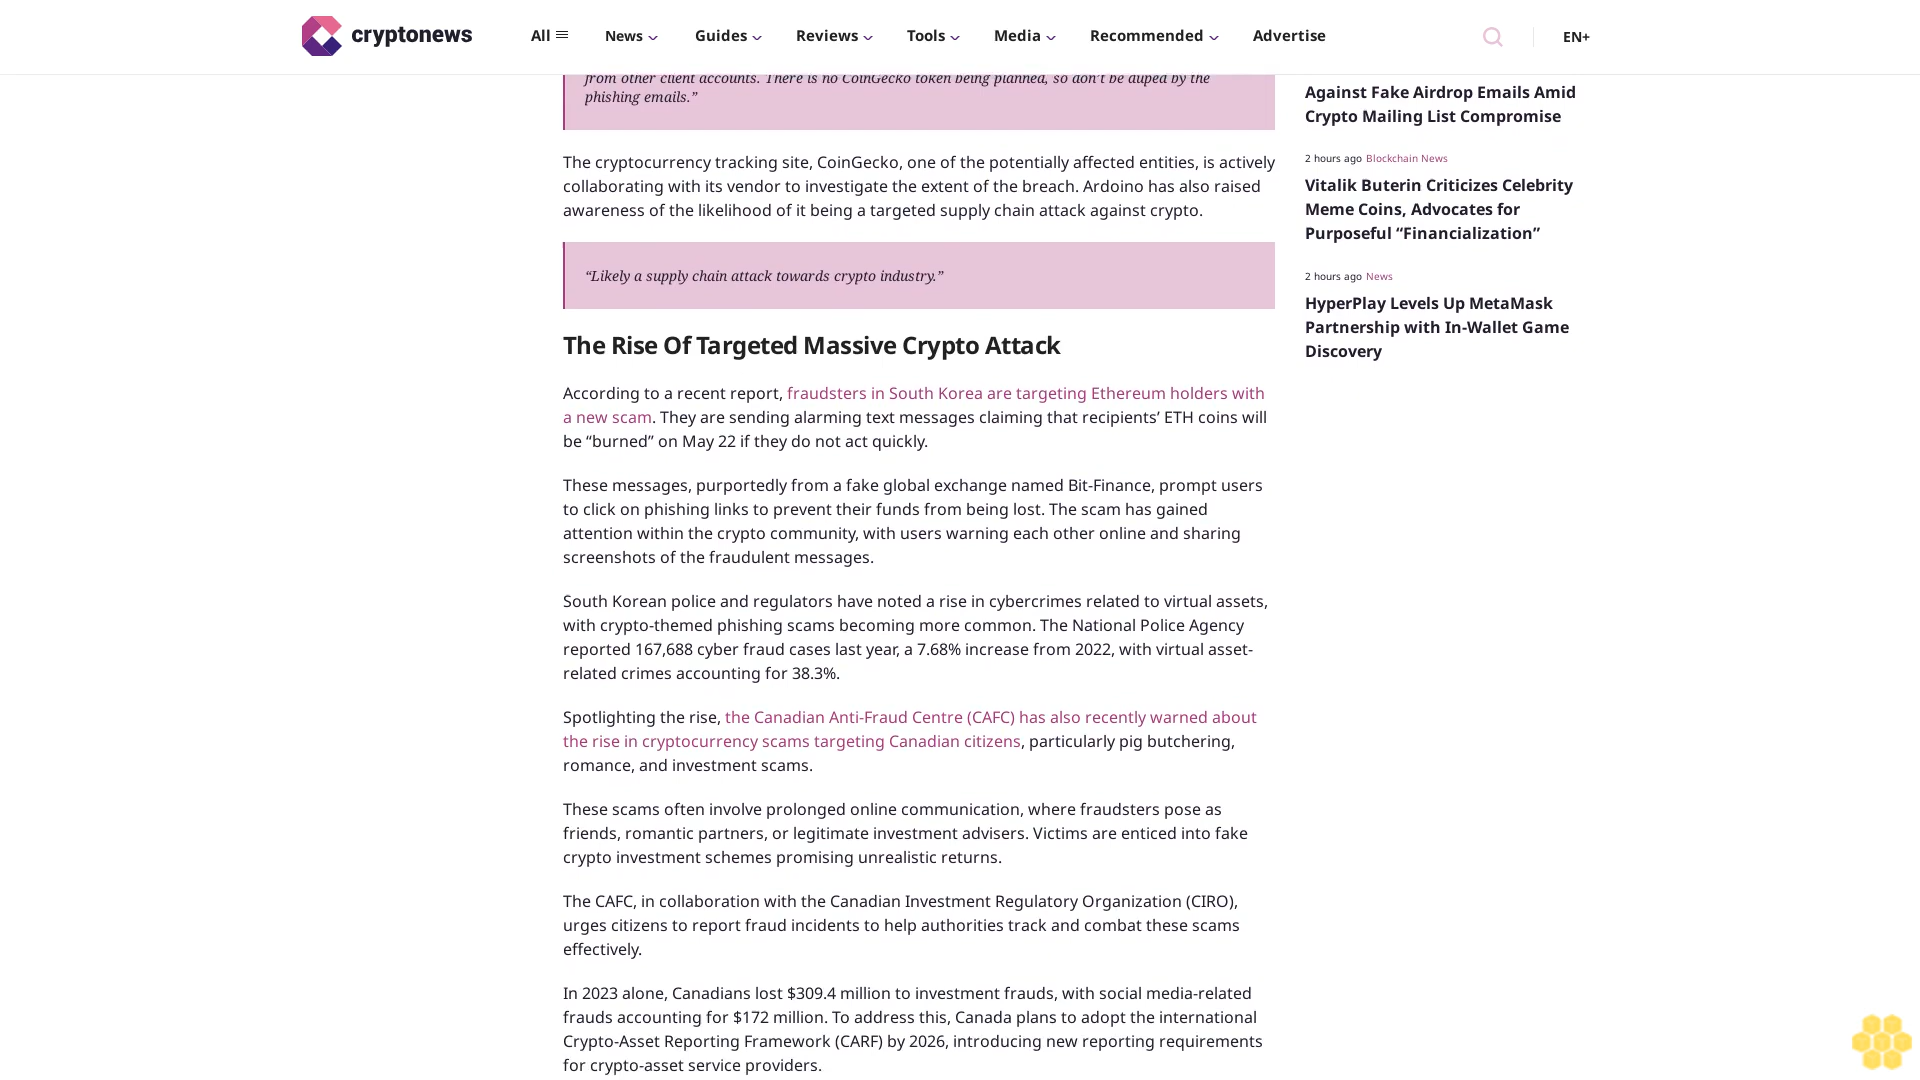 cryptonews
All
News
Guides
Reviews
Tools
Media
Recommended
Advertise
EN+
from other client accounts. There is no CoinGecko token being planned, so don’t be duped by the
phishing emails.”
The cryptocurrency tracking site, CoinGecko, one of the potentially affected entities, is actively
collaborating with its vendor to investigate the extent of the breach. Ardoino has also raised
awareness of the likelihood of it being a targeted supply chain attack against crypto.
“Likely a supply chain attack towards crypto industry.”
The Rise Of Targeted Massive Crypto Attack
According to a recent report, fraudsters in South Korea are targeting Ethereum holders with
a new scam. They are sending alarming text messages claiming that recipients’ ETH coins will
be “burned” on May 22 if they do not act quickly.
These messages, purportedly from a fake global exchange named Bit-Finance, prompt users
to click on phishing links to prevent their funds from being lost. The scam has gained
attention within the crypto community, with users warning each other online and sharing
screenshots of the fraudulent messages.
South Korean police and regulators have noted a rise in cybercrimes related to virtual assets,
with crypto-themed phishing scams becoming more common. The National Police Agency
reported 167,688 cyber fraud cases last year, a 7.68% increase from 2022, with virtual asset-
related crimes accounting for 38.3%.
Spotlighting the rise, the Canadian Anti-Fraud Centre (CAFC) has also recently warned about
the rise in cryptocurrency scams targeting Canadian citizens, particularly pig butchering,
romance, and investment scams.
These scams often involve prolonged online communication, where fraudsters pose as
friends, romantic partners, or legitimate investment advisers. Victims are enticed into fake
crypto investment schemes promising unrealistic returns.
The CAFC, in collaboration with the Canadian Investment Regulatory Organization (CIRO),
urges citizens to report fraud incidents to help authorities track and combat these scams
effectively.
In 2023 alone, Canadians lost $309.4 million to investment frauds, with social media-related
frauds accounting for $172 million. To address this, Canada plans to adopt the international
Crypto-Asset Reporting Framework (CARF) by 2026, introducing new reporting requirements
for crypto-asset service providers.
Against Fake Airdrop Emails Amid
Crypto Mailing List Compromise
2 hours ago Blockchain News
Vitalik Buterin Criticizes Celebrity
Meme Coins, Advocates for
Purposeful “Financialization”
2 hours ago News
HyperPlay Levels Up MetaMask
Partnership with In-Wallet Game
Discovery